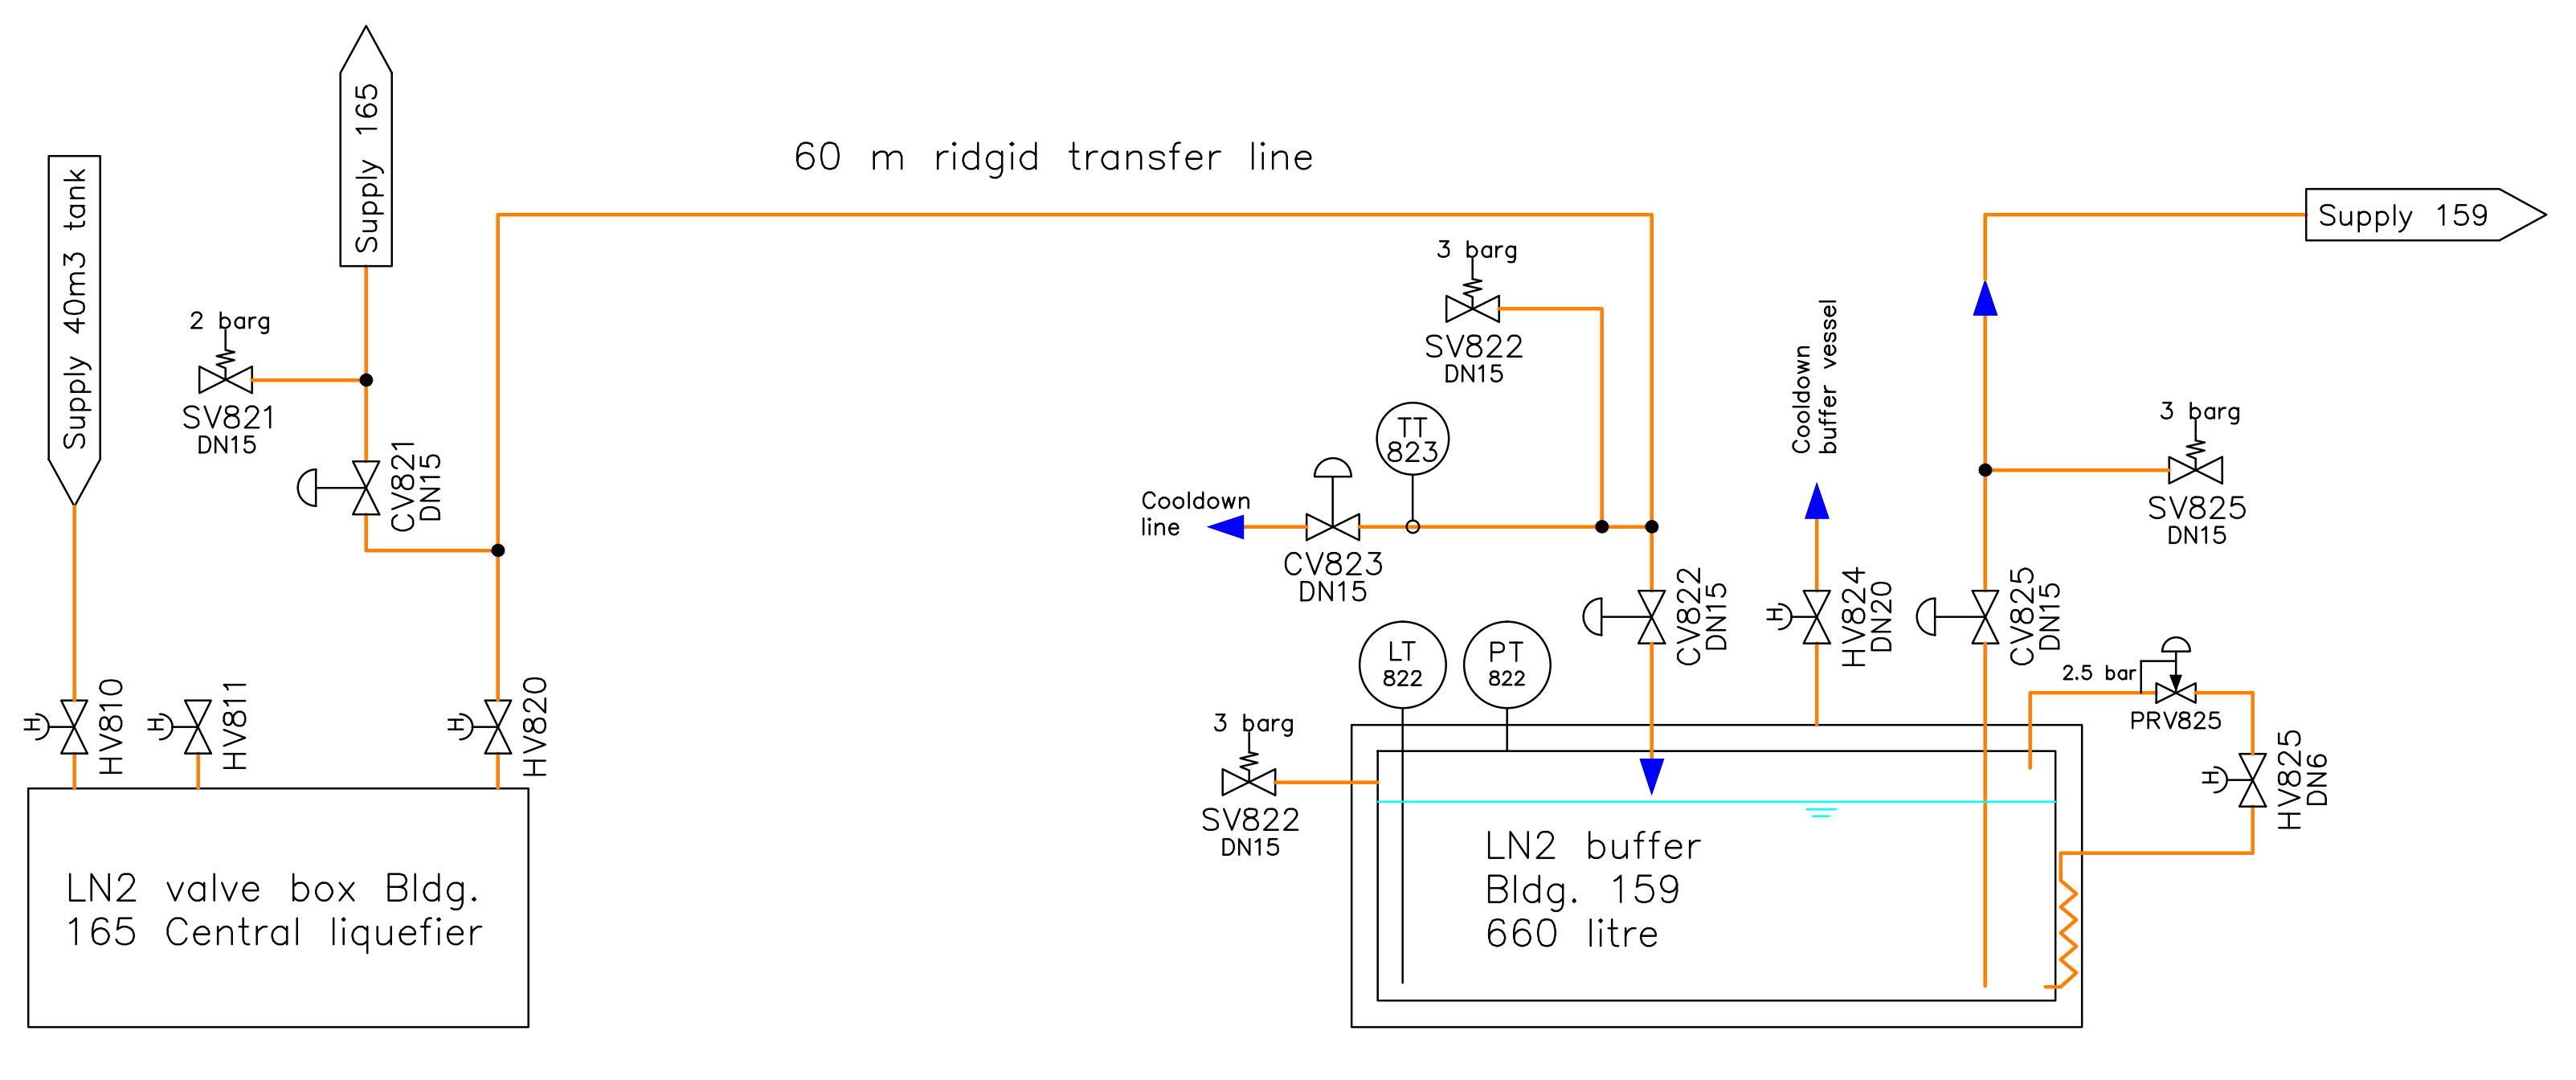 Supply 40m3 tank
Supply 165
2 barg
SV821
DN15
CV821
DN15
60 m ridgid transfer line
HV810
H
HV811
H
HV820
H
LN2 valve box Bldg.
165 Central liquefier
3 barg
SV822
DN15
TT
823
Cooldown
line
CV823
DN15
CV822
DN15
Cooldown
buffer vessel
HV824
DN20
H
CV825
DN15
Supply 159
3 barg
SV825
DN15
LT
822
PT
822
3 barg
SV822
DN15
2.5 bar
PRV825
HV825
DN6
H
LN2 buffer
Bldg. 159
660 litre